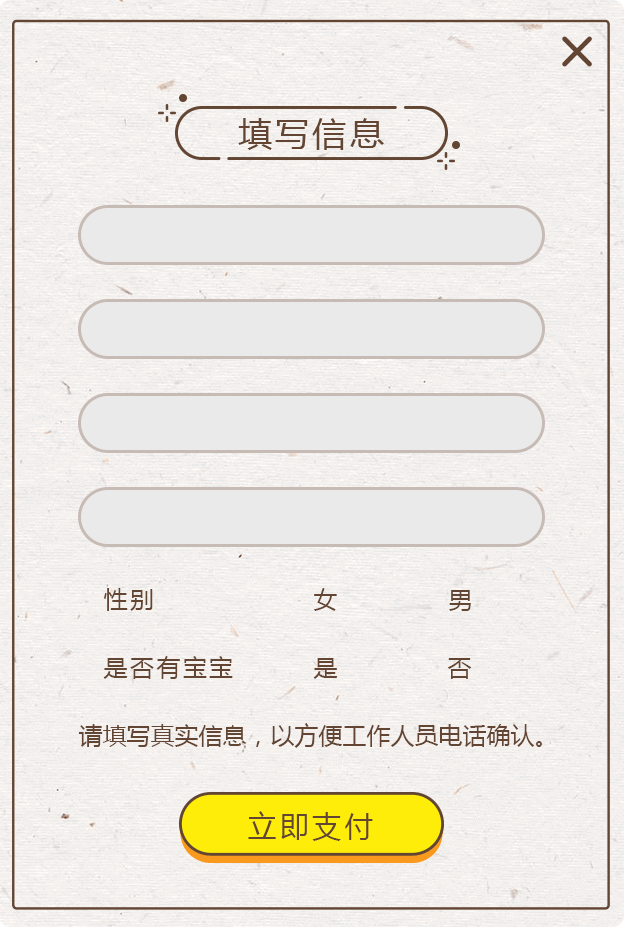 填写信息
性别 女 男
是否有宝宝 是 否
请填写真实信息，以方便工作人员电话确认。
立即支付